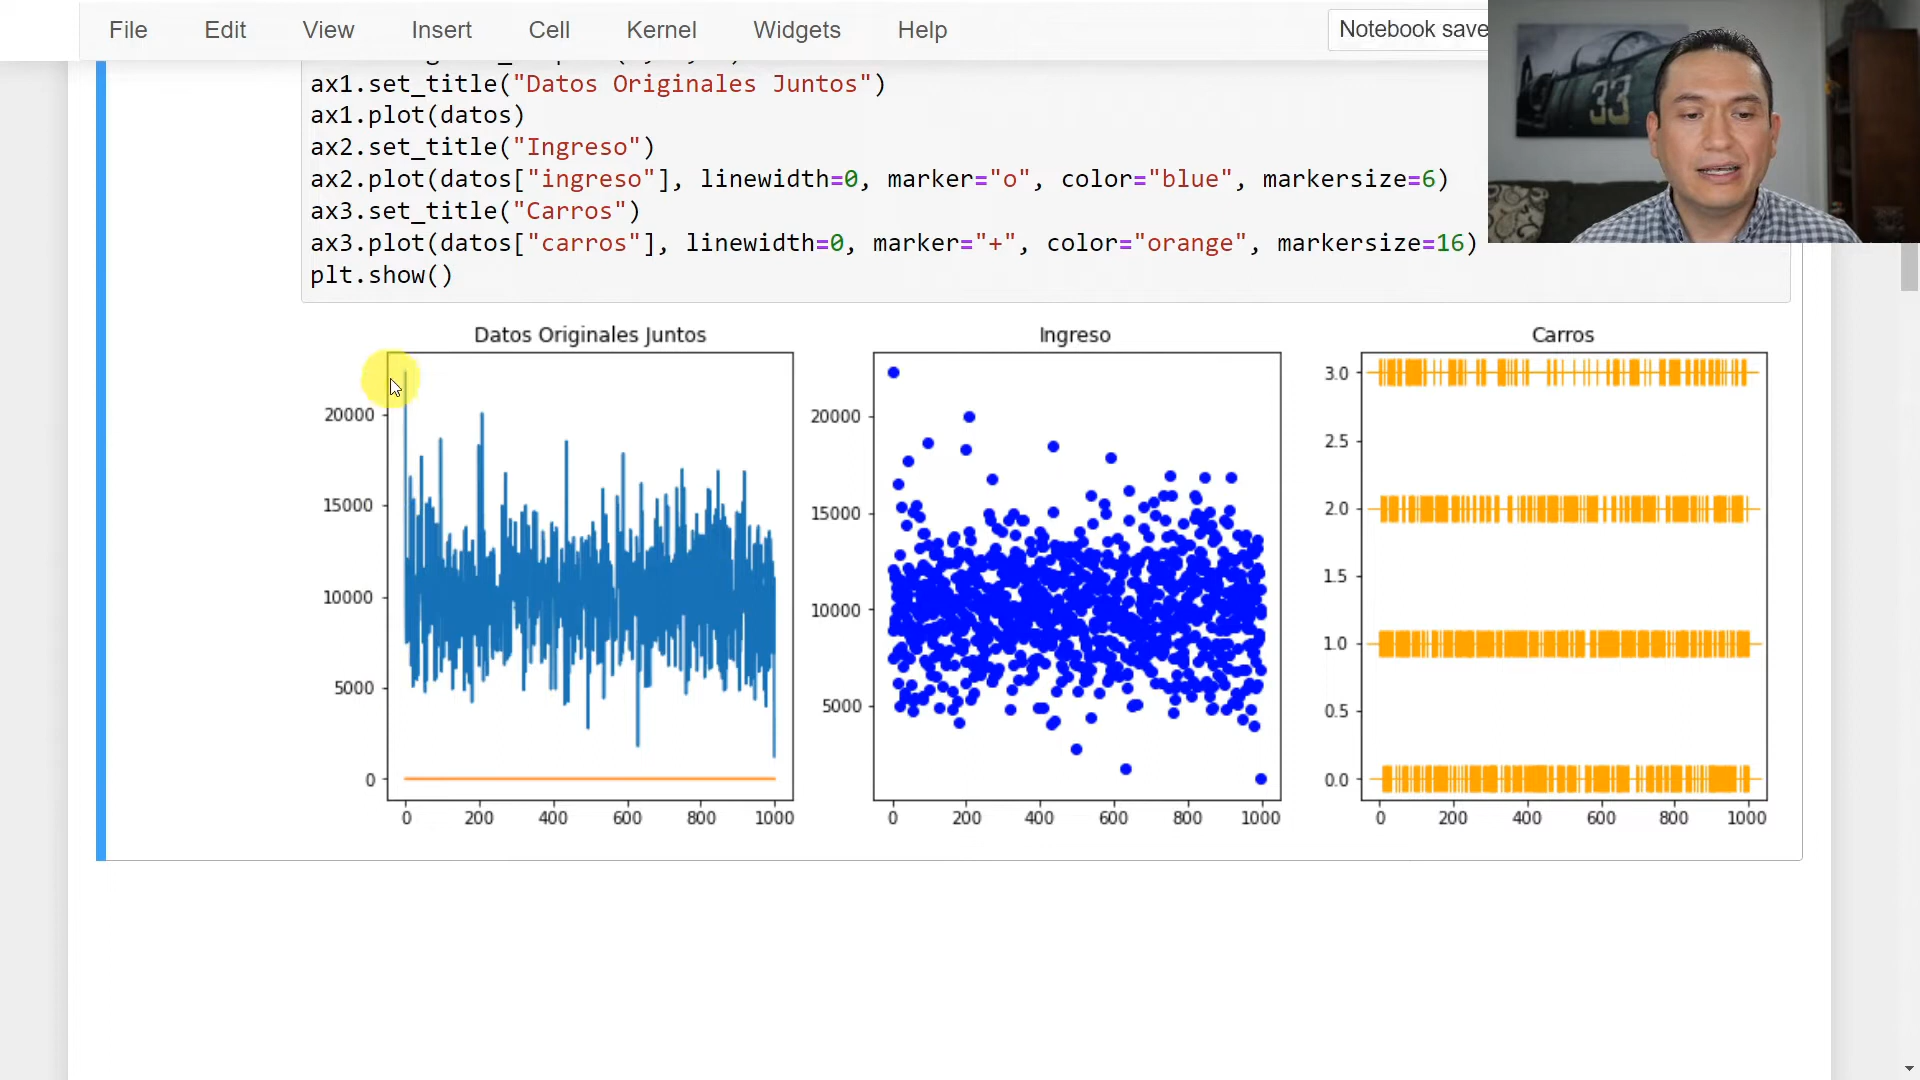 File Edit View Insert Cell Kernel Widgets Help
Notebook save
33
ax1.set_title("Datos Originales Juntos")
ax1.plot(datos)
ax2.set_title("Ingreso")
ax2.plot(datos["ingreso"], linewidth=0, marker="o", color="blue", markersize=6)
ax3.set_title("Carros")
ax3.plot(datos["carros"], linewidth=0, marker="+", color="orange", markersize=16)
plt.show()
Datos Originales Juntos
20000
15000
10000
5000
0
0 200 400 600 800 1000
Ingreso
20000
15000
10000
5000
0 200 400 600 800 1000
Carros
3.0
2.5
2.0
1.5
1.0
0.5
0.0
0 200 400 600 800 1000